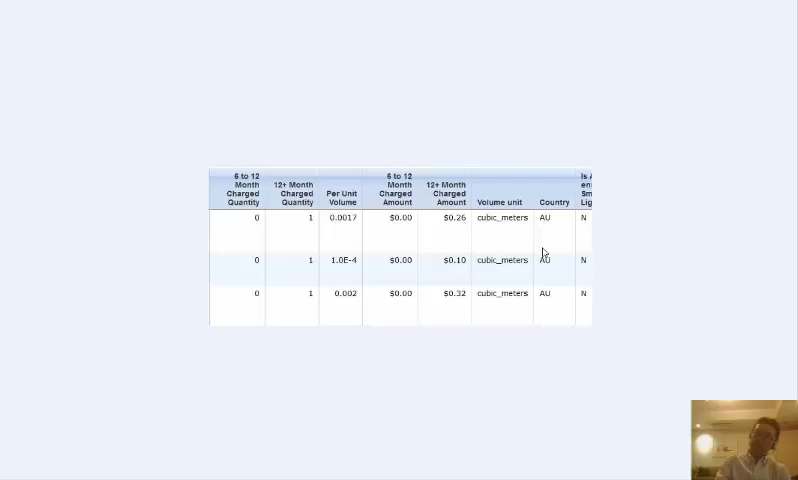 6 to 12 Month Charged Quantity 12+ Month Charged Quantity Per Unit Volume 6 to 12 Month Charged Amount 12+ Month Charged Amount Volume unit Country Is
0 1 0.0017 $0.00 $0.26 cubic_meters AU N
0 1 1.0E-4 $0.00 $0.10 cubic_meters AU N
0 1 0.002 $0.00 $0.32 cubic_meters AU N